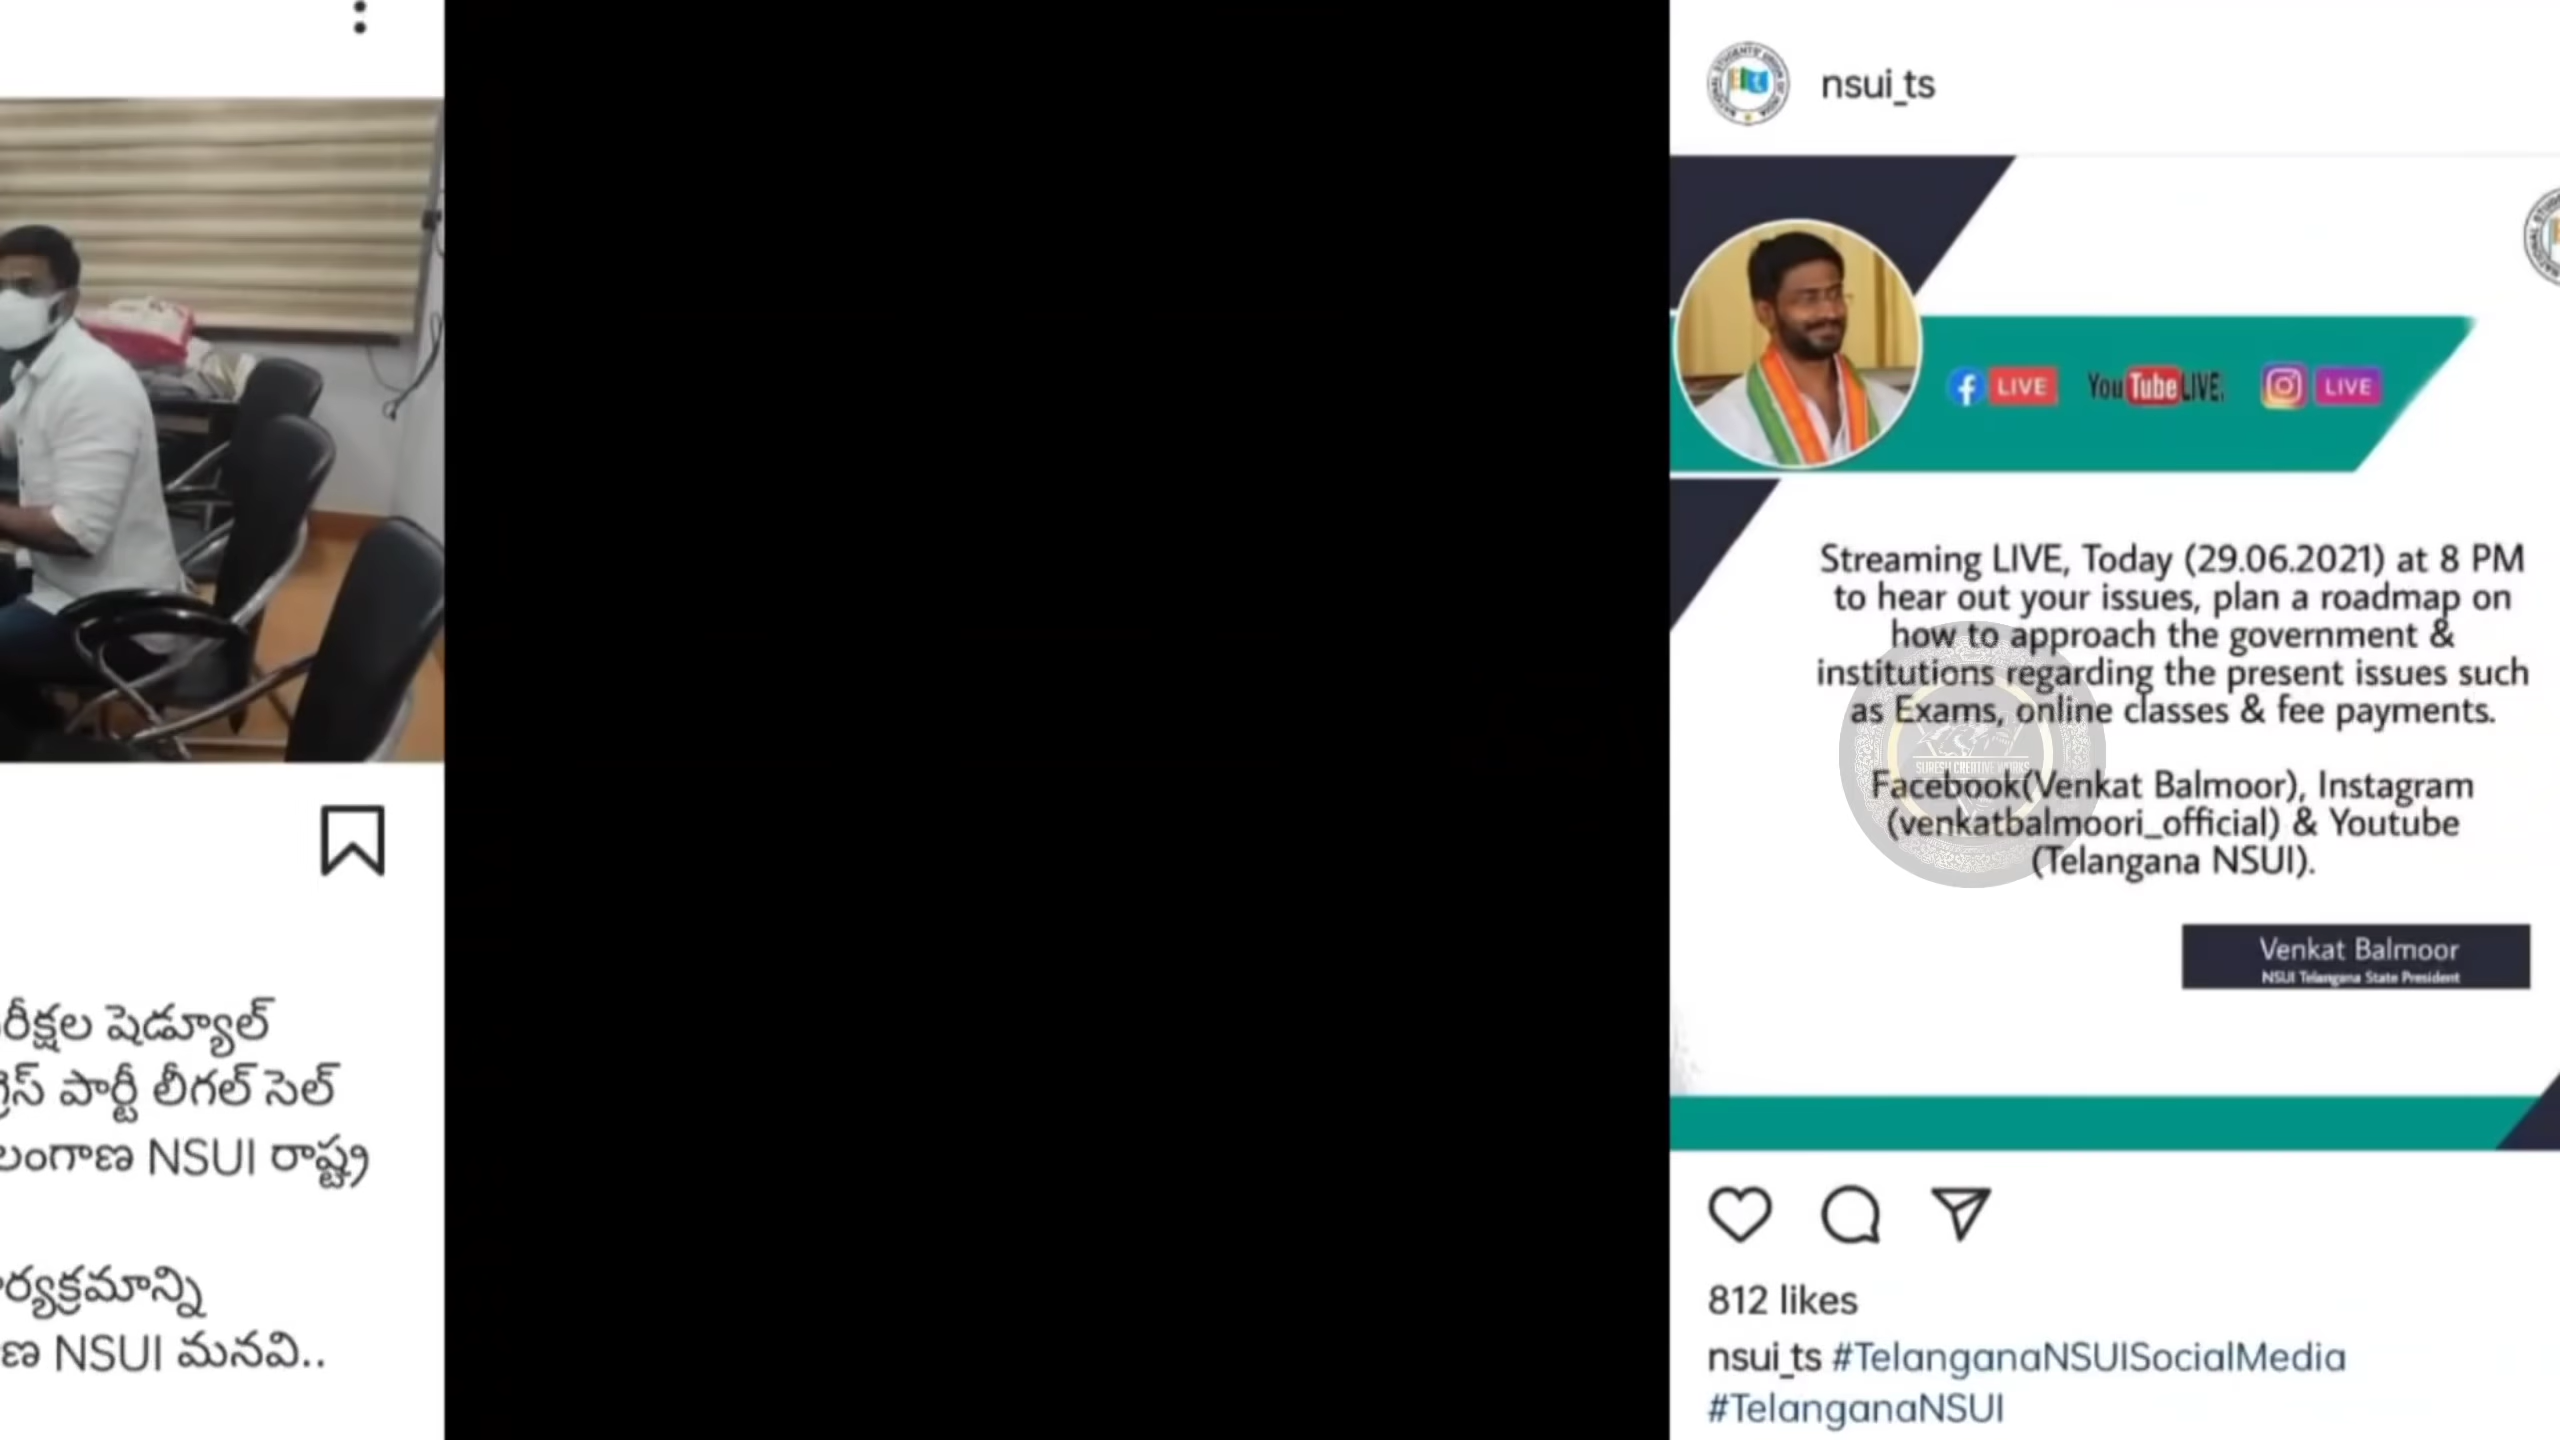 రీక్షల షెడ్యూల్
గ్రెస్ పార్టీ లీగల్ సెల్
లంగాణ NSUI రాష్ట్ర
ర్యక్రమాన్ని
ణ NSUI మనవి..
nsui_ts
LIVE YouTube LIVE. LIVE
Streaming LIVE, Today (29.06.2021) at 8 PM
to hear out your issues, plan a roadmap on
how to approach the government &
institutions regarding the present issues such
as Exams, online classes & fee payments.
SURESH CREATIVE WORKS
Facebook(Venkat Balmoor), Instagram
(venkatbalmoori_official) & Youtube
(Telangana NSUI).
Venkat Balmoor
NSUI Telangana State President
812 likes
nsui_ts #TelanganaNSUISocialMedia
#TelanganaNSUI